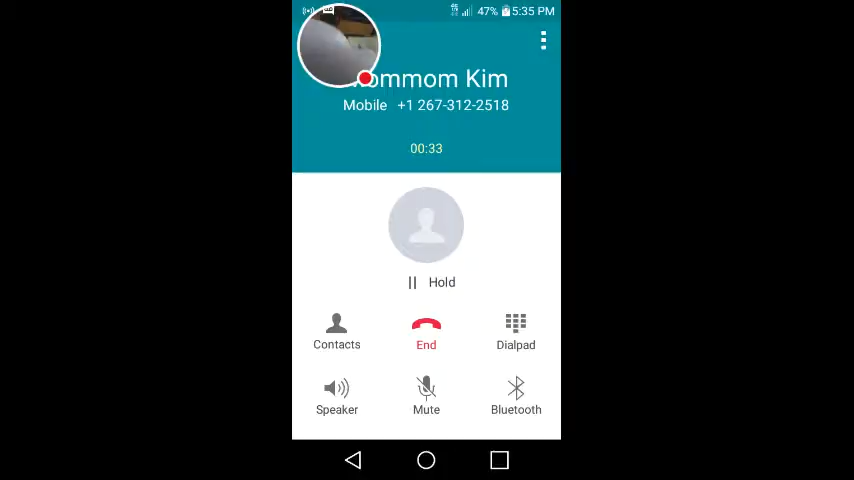 47% 5:35 PM
ommom Kim
Mobile +1 267-312-2518
00:33
Hold
Contacts
End
Dialpad
Speaker
Mute
Bluetooth